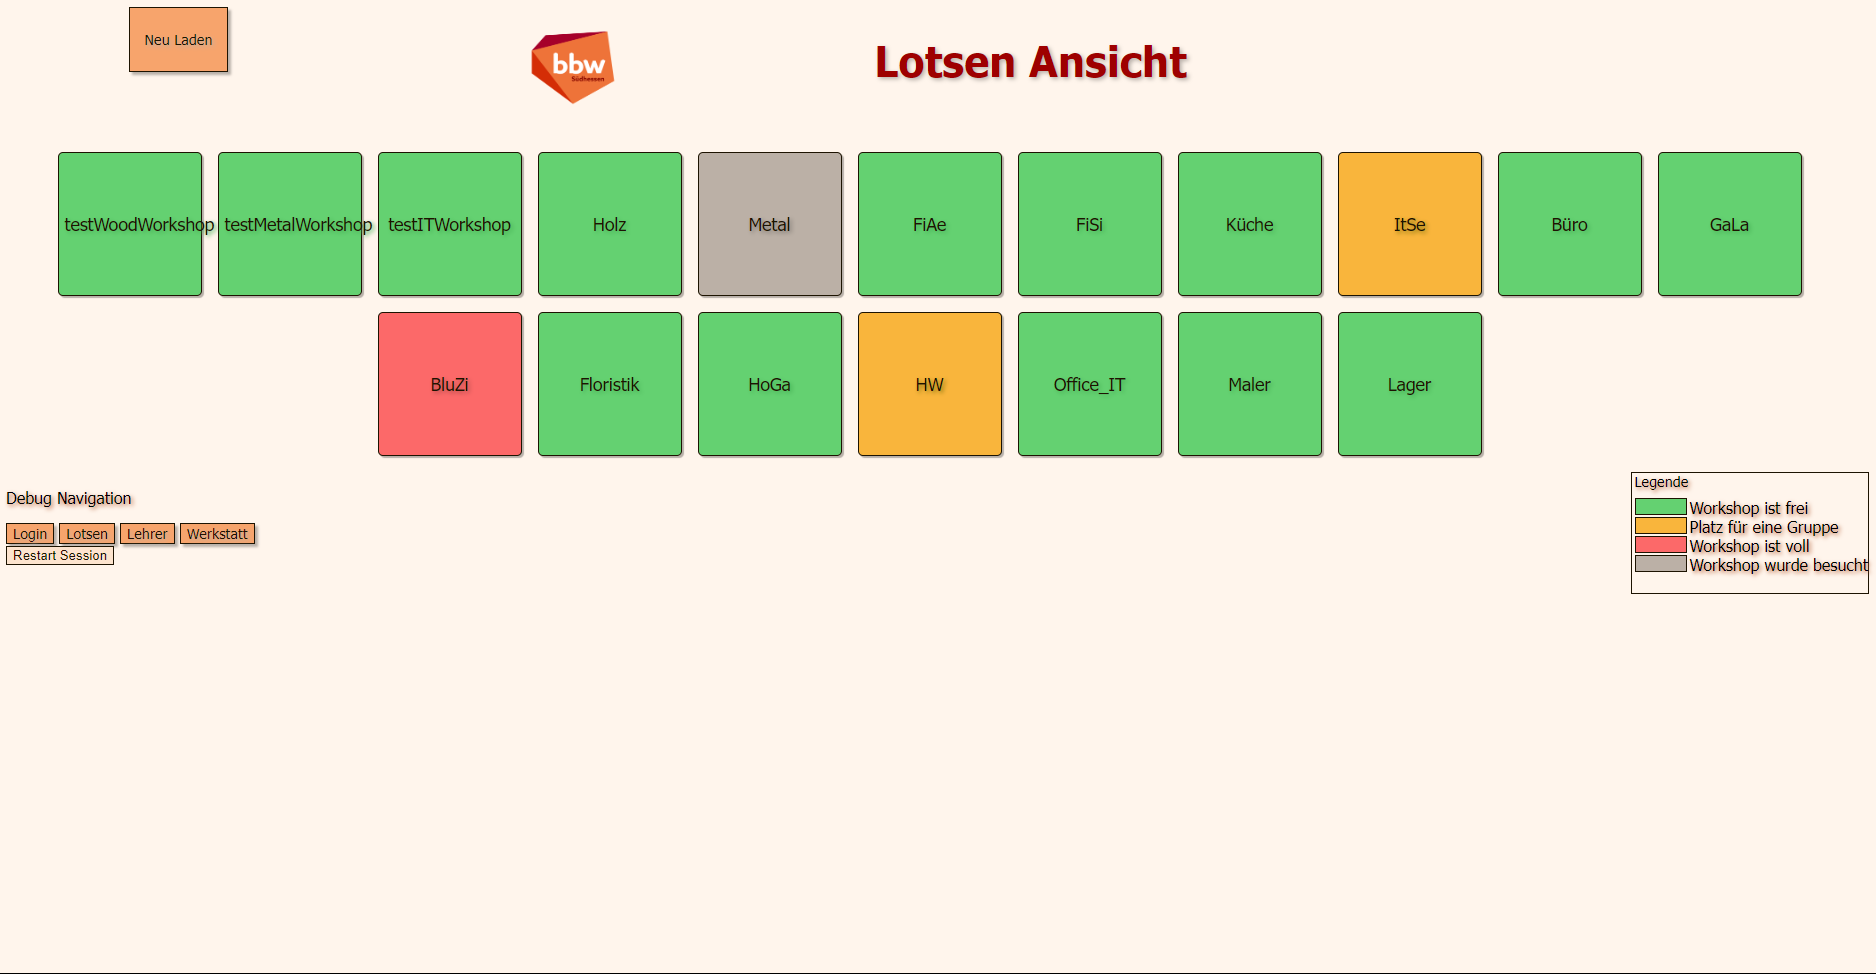 Neu Laden
bbw
Südhessen
Lotsen Ansicht
testWoodWorkshop
testMetalWorkshop
testITWorkshop
Holz
Metal
FiAe
FiSi
Küche
ItSe
Büro
GaLa
BluZi
Floristik
HoGa
HW
Office_IT
Maler
Lager
Debug Navigation
Login
Lotsen
Lehrer
Werkstatt
Restart Session
Legende
Workshop ist frei
Platz für eine Gruppe
Workshop ist voll
Workshop wurde besucht